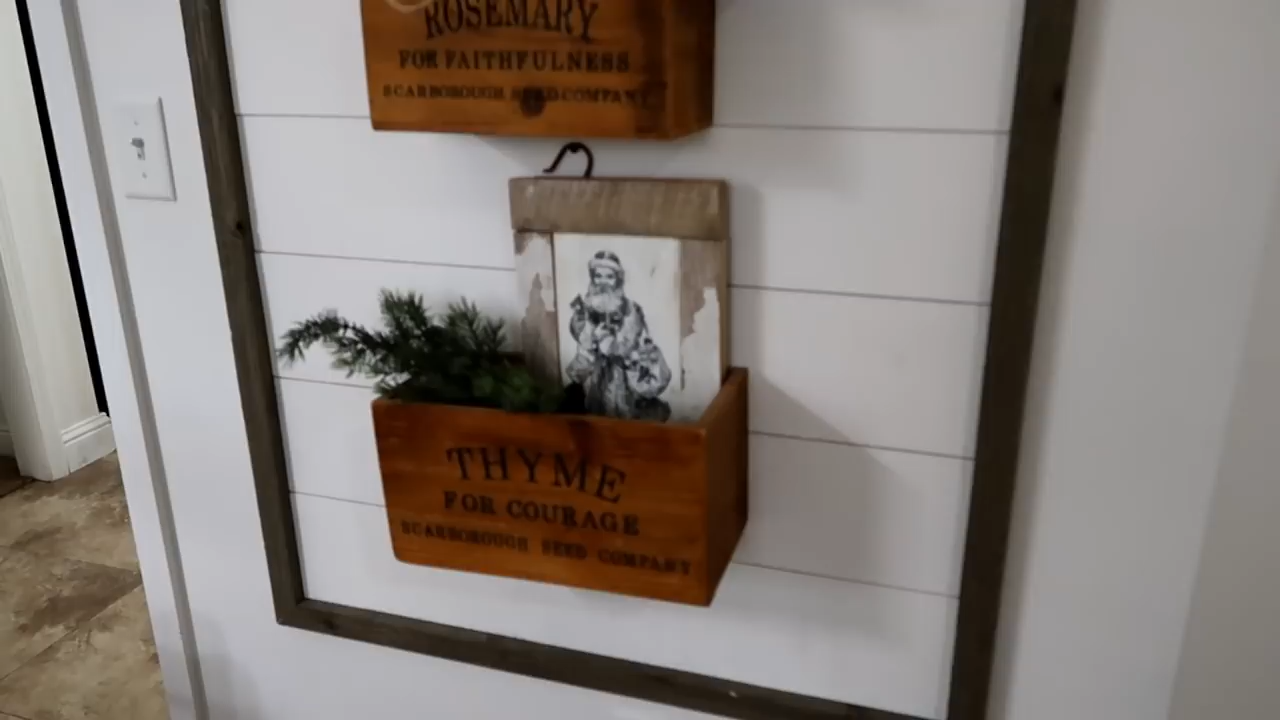 ROSEMARY
FOR FAITHFULNESS
SCARBOROUGH SEED COMPANY
THYME
FOR COURAGE
SCARBOROUGH SEED COMPANY